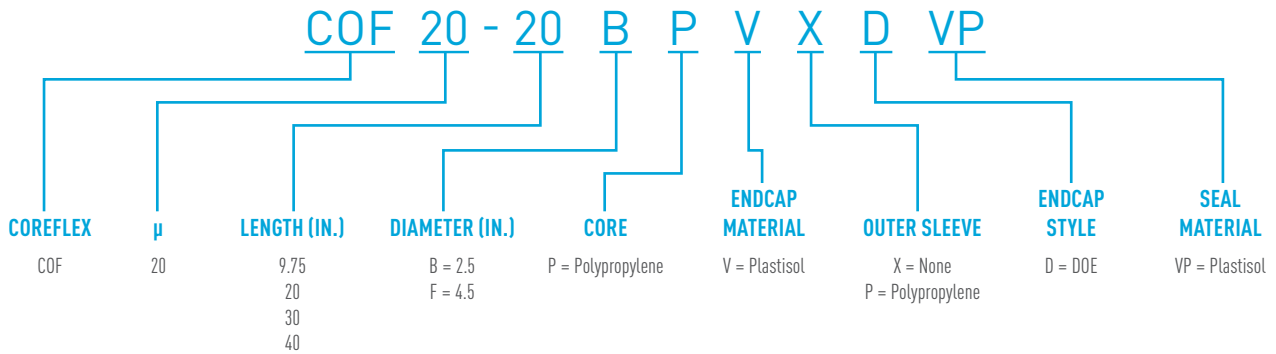 COF 20 - 20 B P V X D VP
COREFLEX
COF
μ
20
LENGTH (IN.)
9.75
20
30
40
DIAMETER (IN.)
B = 2.5
F = 4.5
CORE
P = Polypropylene
ENDCAP
MATERIAL
V = Plastisol
OUTER SLEEVE
X = None
P = Polypropylene
ENDCAP
STYLE
D = DOE
SEAL
MATERIAL
VP = Plastisol